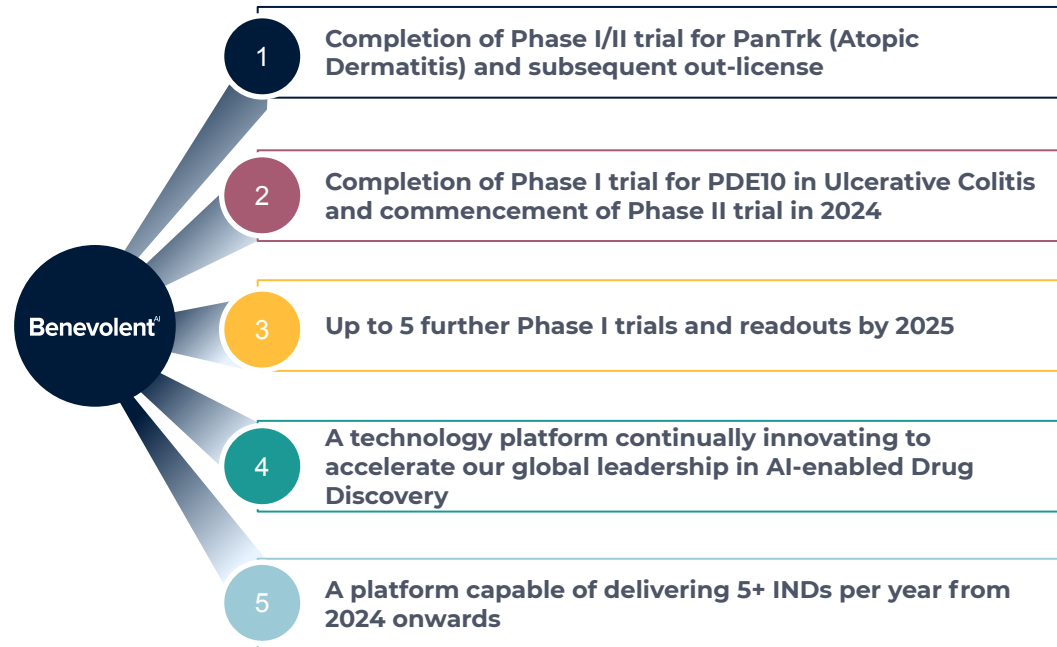 1
Completion of Phase I/II trial for PanTrk (Atopic
Dermatitis) and subsequent out-license
2
Completion of Phase I trial for PDE10 in Ulcerative Colitis
and commencement of Phase II trial in 2024
Benevolent AI
3
Up to 5 further Phase I trials and readouts by 2025
4
A technology platform continually innovating to
accelerate our global leadership in AI-enabled Drug
Discovery
5
A platform capable of delivering 5+ INDs per year from
2024 onwards